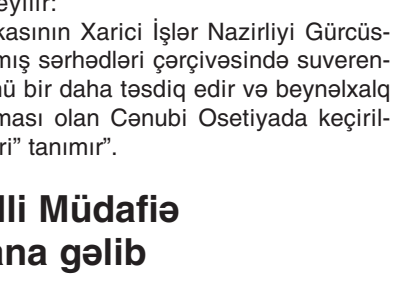 kasının Xarici İşlər Nazirliyi Gürcüs-
mış sərhədləri çərçivəsində suveren-
nü bir daha təsdiq edir və beynəlxalq
ması olan Cənubi Osetiyada keçiril-
ri” tanımır”.
lli Müdafiə
ana gəlib